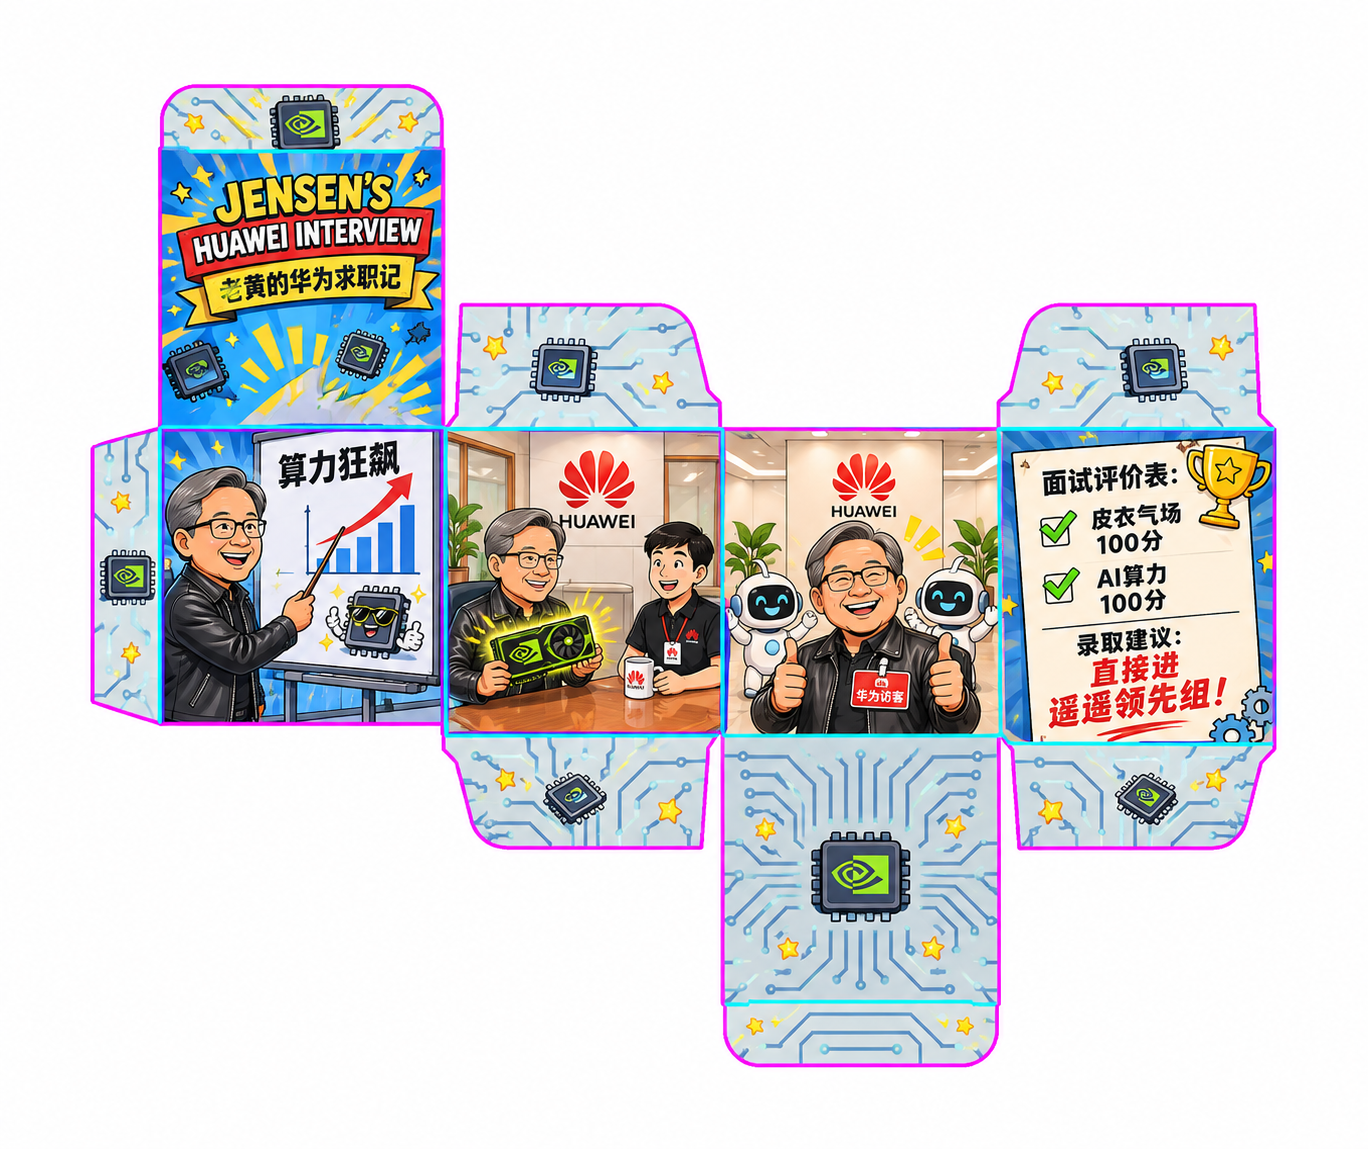 JENSEN'S
HUAWEI INTERVIEW
老黄的华为求职记
算力狂飙
HUAWEI
HUAWEI
华为访客
面试评价表：
皮衣气场
100分
AI算力
100分
录取建议：
直接进
遥遥领先组！